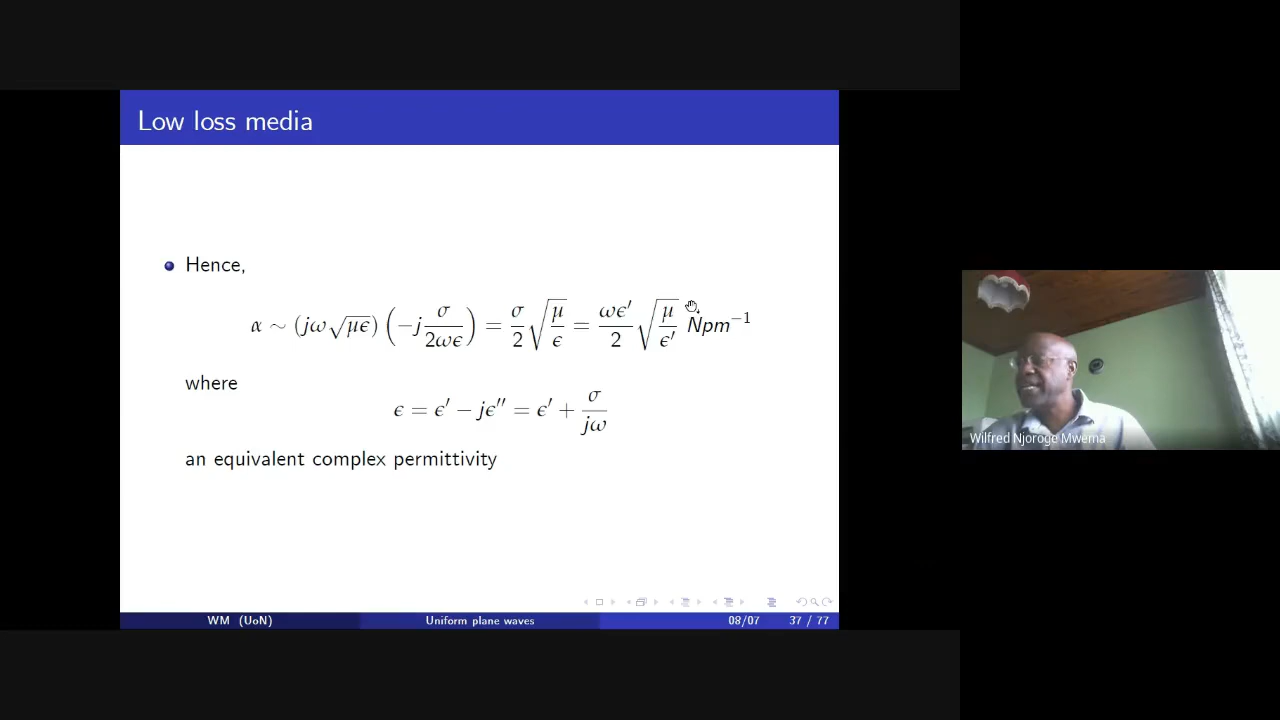 Low loss media
Hence,
α ∼ (jω√με) (−j σ/2ωε) = σ/2 √μ/ε = ωε′/2 √μ/ε′ Npm⁻¹
where
ε = ε′ − jε″ = ε′ + σ/jω
an equivalent complex permittivity
WM (UoN) Uniform plane waves 08/07 37 / 77
Wilfred Njoroge Mwema